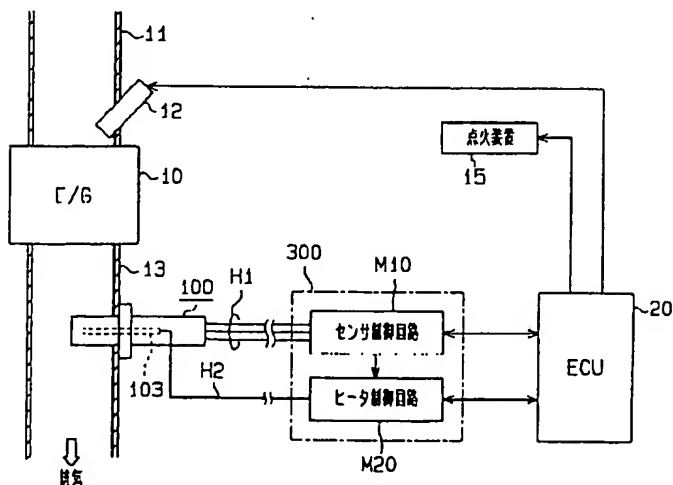 11
12
点火装置
15
E/G
10
13
100
H1
300
M10
センサ制御回路
20
ECU
103
H2
ヒータ制御回路
M20
排気